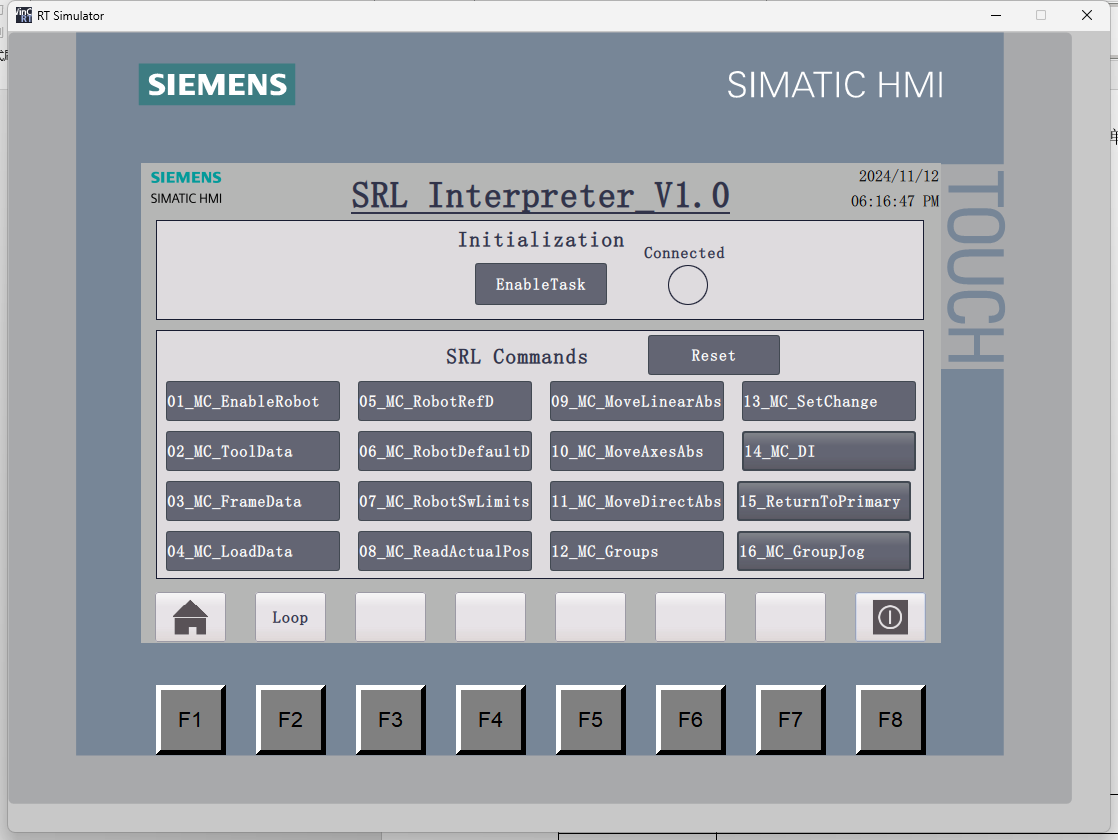 RT Simulator
SIEMENS
SIMATIC HMI
SIEMENS
SIMATIC HMI
SRL Interpreter_V1.0
2024/11/12
06:16:47 PM
TOUCH
Initialization
Connected
EnableTask
SRL Commands
Reset
01_MC_EnableRobot
05_MC_RobotRefD
09_MC_MoveLinearAbs
13_MC_SetChange
02_MC_ToolData
06_MC_RobotDefaultD
10_MC_MoveAxesAbs
14_MC_DI
03_MC_FrameData
07_MC_RobotSwLimits
11_MC_MoveDirectAbs
15_ReturnToPrimary
04_MC_LoadData
08_MC_ReadActualPos
12_MC_Groups
16_MC_GroupJog
Loop
F1
F2
F3
F4
F5
F6
F7
F8